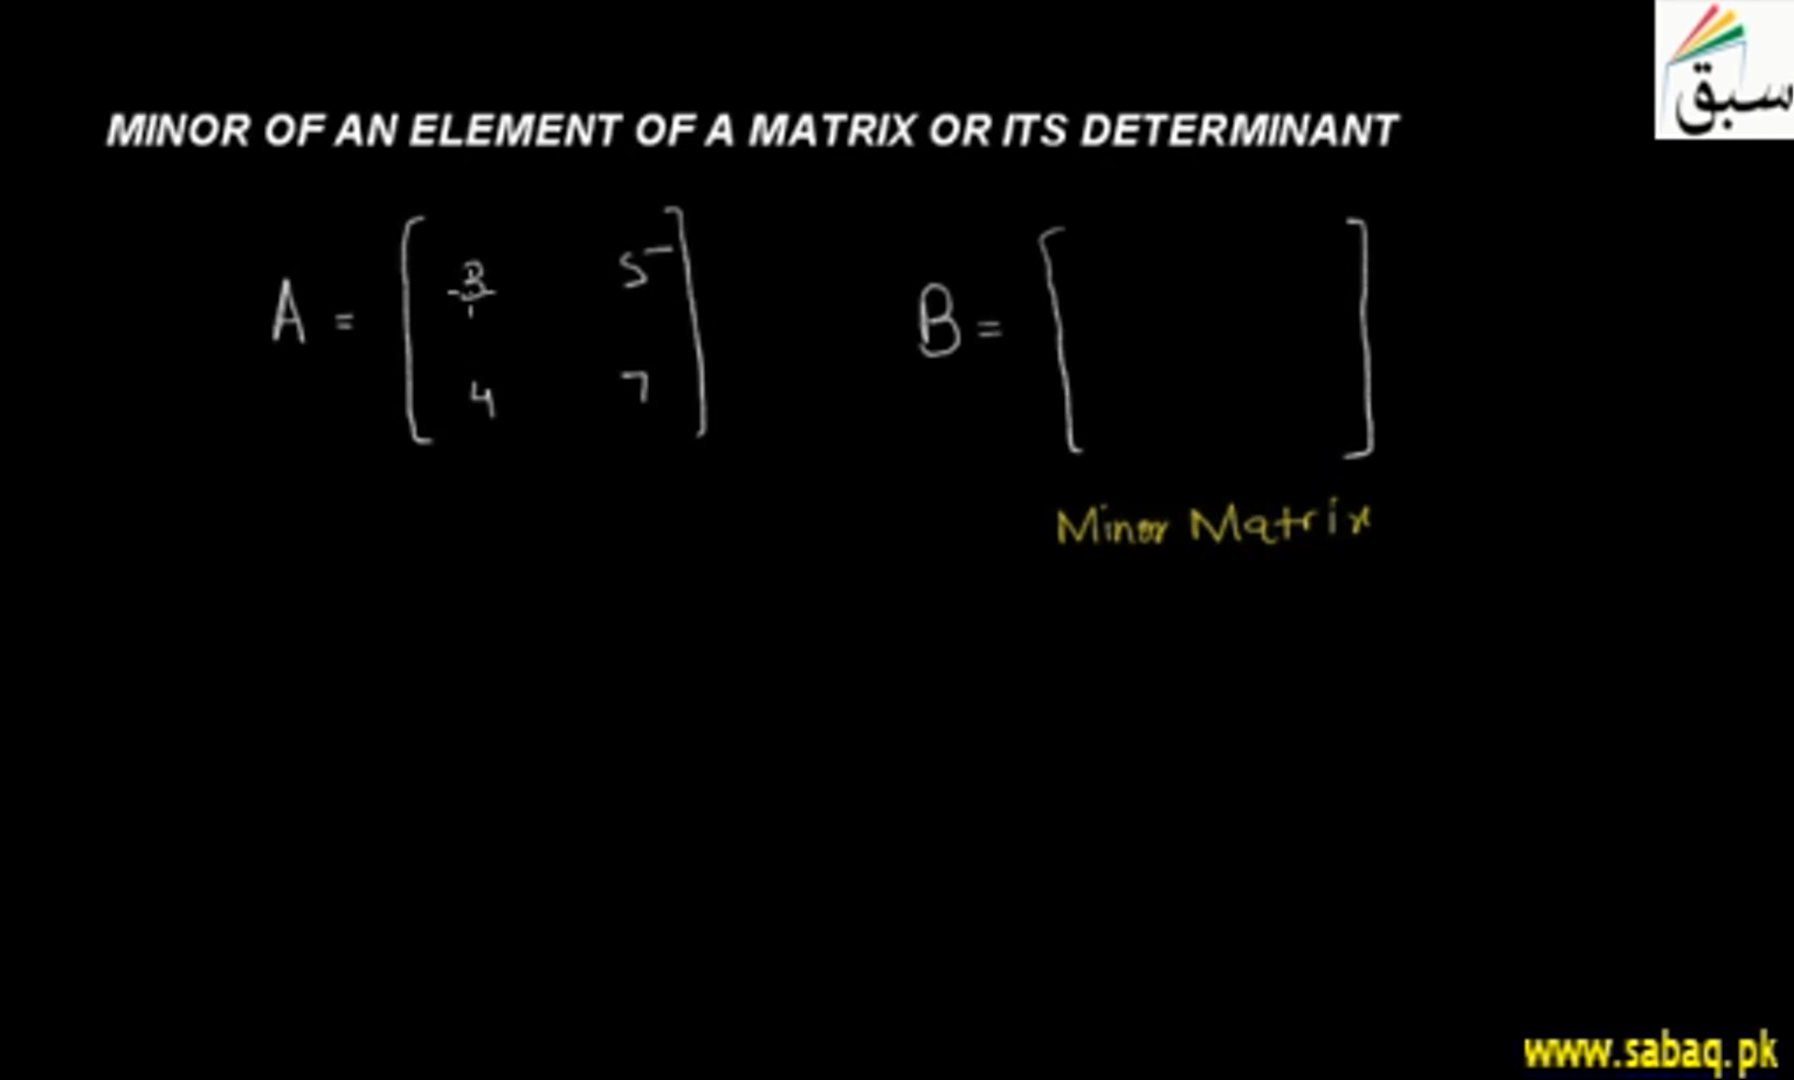 سبق
MINOR OF AN ELEMENT OF A MATRIX OR ITS DETERMINANT
A = [ 3 5 B = [ ]
4 7 ]
Minor Matrix
www.sabaq.pk